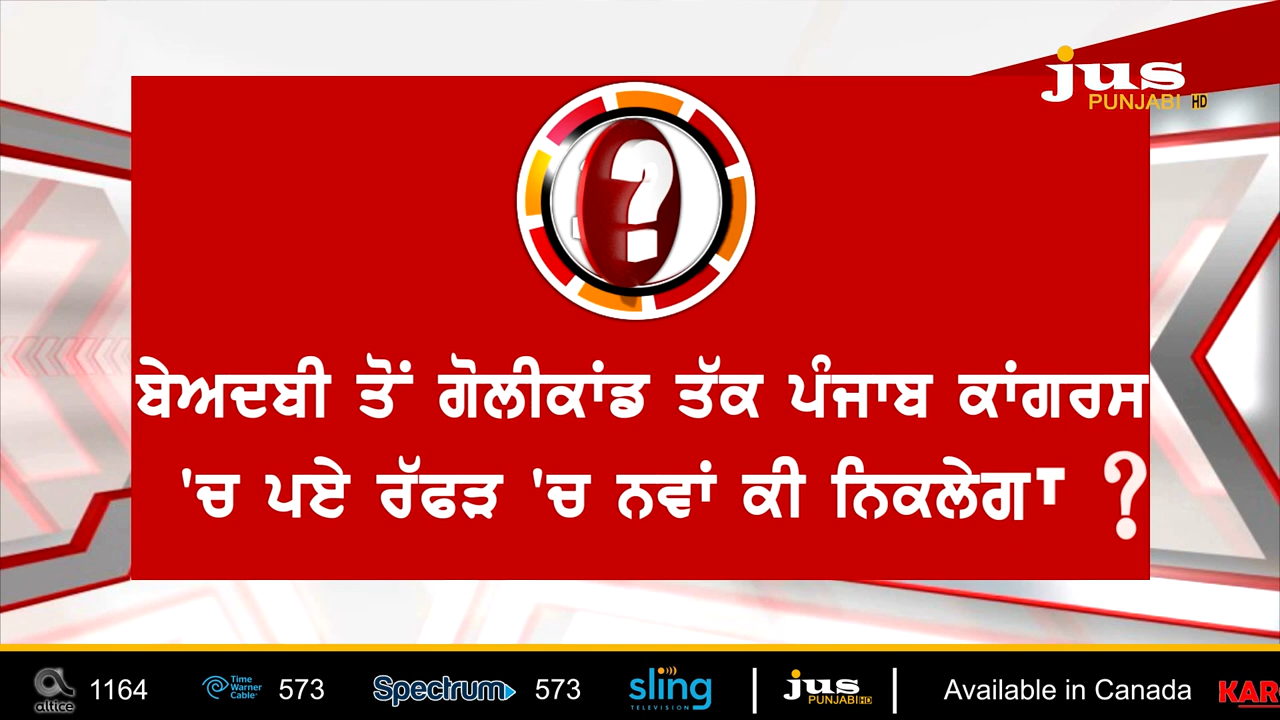 jus
PUNJABI HD
?
ਬੇਅਦਬੀ ਤੋਂ ਗੋਲੀਕਾਂਡ ਤੱਕ ਪੰਜਾਬ ਕਾਂਗਰਸ
'ਚ ਪਏ ਰੱਫੜ 'ਚ ਨਵਾਂ ਕੀ ਨਿਕਲੇਗਾ ?
altice 1164 Time Warner Cable 573 Spectrum 573 sling TELEVISION jus PUNJABI HD Available in Canada KAR